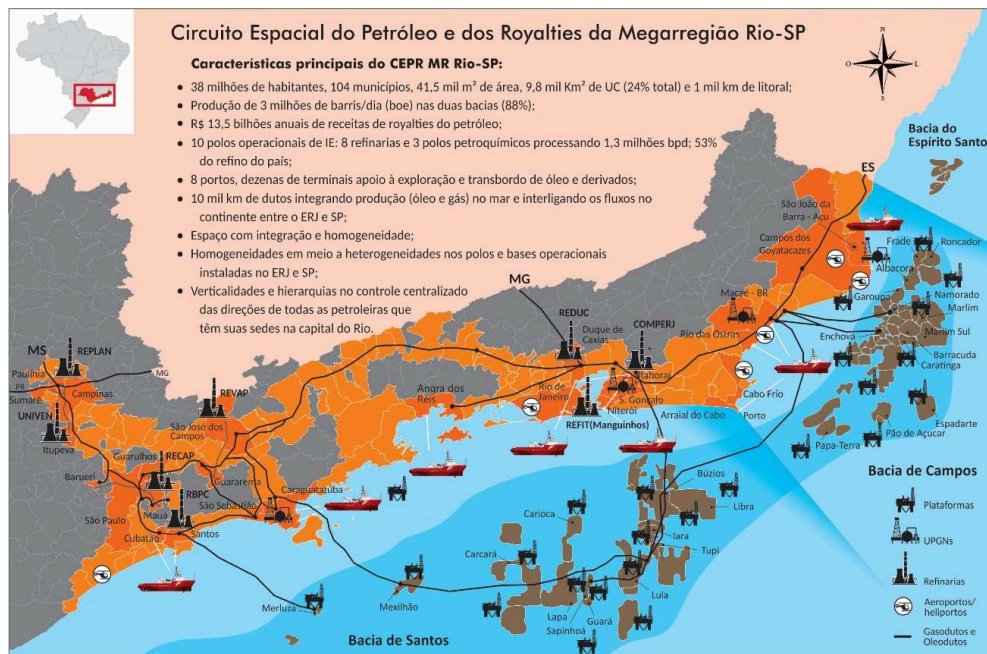 Circuito Espacial do Petróleo e dos Royalties da Megarregião Rio-SP
Características principais do CEPR MR Rio-SP:
• 38 milhões de habitantes, 104 municípios, 41,5 mil m² de área, 9,8 mil Km² de UC (24% total) e 1 mil km de litoral;
• Produção de 3 milhões de barris/dia (boe) nas duas bacias (88%);
• R$ 13,5 bilhões anuais de receitas de royalties do petróleo;
• 10 polos operacionais de IE: 8 refinarias e 3 polos petroquímicos processando 1,3 milhões bpd; 53%
do refino do país;
• 8 portos, dezenas de terminais apoio à exploração e transbordo de óleo e derivados;
• 10 mil km de dutos integrando produção (óleo e gás) no mar e interligando os fluxos no
continente entre o ERJ e SP;
• Espaço com integração e homogeneidade;
• Homogeneidades em meio a heterogeneidades nos polos e bases operacionais
instaladas no ERJ e SP;
• Verticalidades e hierarquias no controle centralizado
das direções de todas as petroleiras que
têm suas sedes na capital do Rio.
N
O
L
S
Bacia do
Espírito Santo
ES
São João da
Barra - Açu
Campos dos
Goyatacazes
Frade
Roncador
Albacora
Garoupa
Namorado
Marlim
Macaé - BR
Enchova
Marlim Sul
Rio das Ostras
Barracuda
Caratinga
MG
REDUC
Duque de
Caxias
COMPERJ
Itaboraí
Rio de
Janeiro
S. Gonçalo
Niterói
REFIT(Manguinhos)
Angra dos
Reis
Cabo Frio
Arraial do Cabo
Porto
Espadarte
Pão de Açucar
Papa-Terra
MS
REPLAN
Paulínia
MG
PR
Sumaré
Campinas
UNIVEN
Itupeva
REVAP
São José dos
Campos
Guarulhos
RECAP
Barueri
Guararema
RBPC
Caraguatatuba
São Sebastião
Mauá
São Paulo
Cubatão
Santos
Búzios
Libra
Carioca
Iara
Tupi
Carcará
Lula
Guará
Lapa
Sapinhoá
Mexilhão
Merluza
Bacia de Santos
Bacia de Campos
Plataformas
UPGNs
Refinarias
Aeroportos/
heliportos
Gasodutos e
Oleodutos